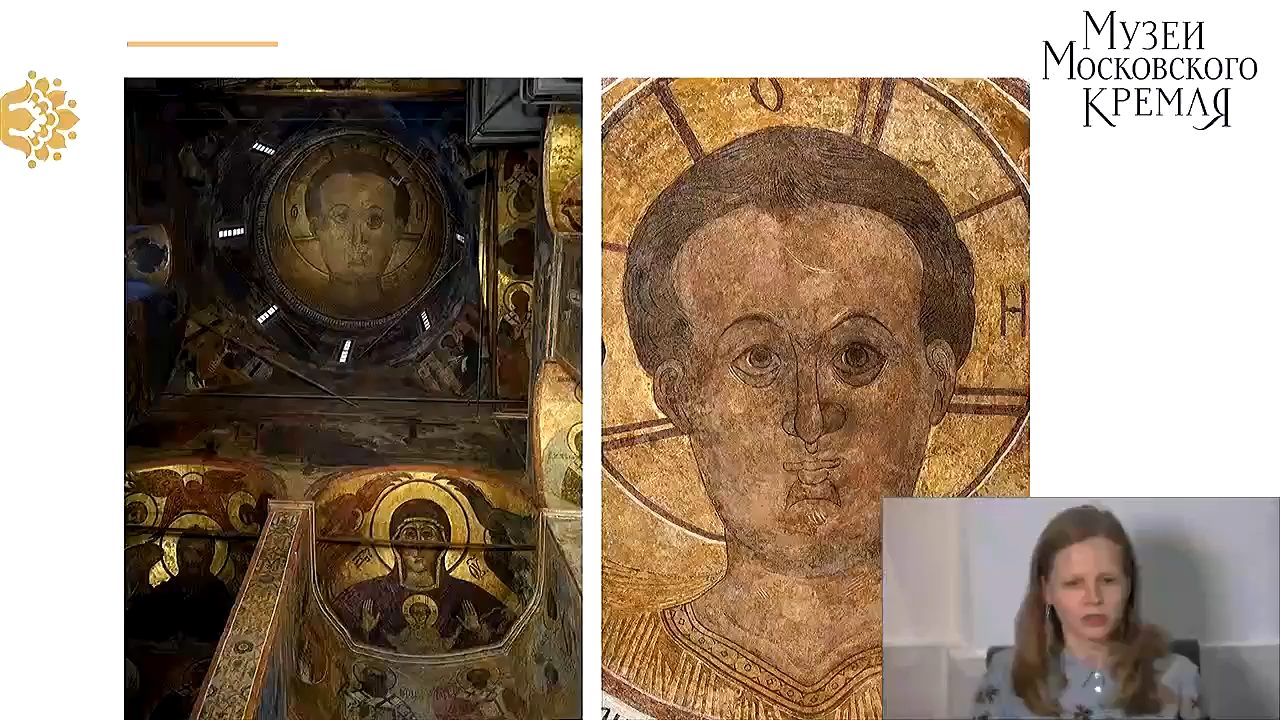 Музеи
Московского
Кремля
О
Н